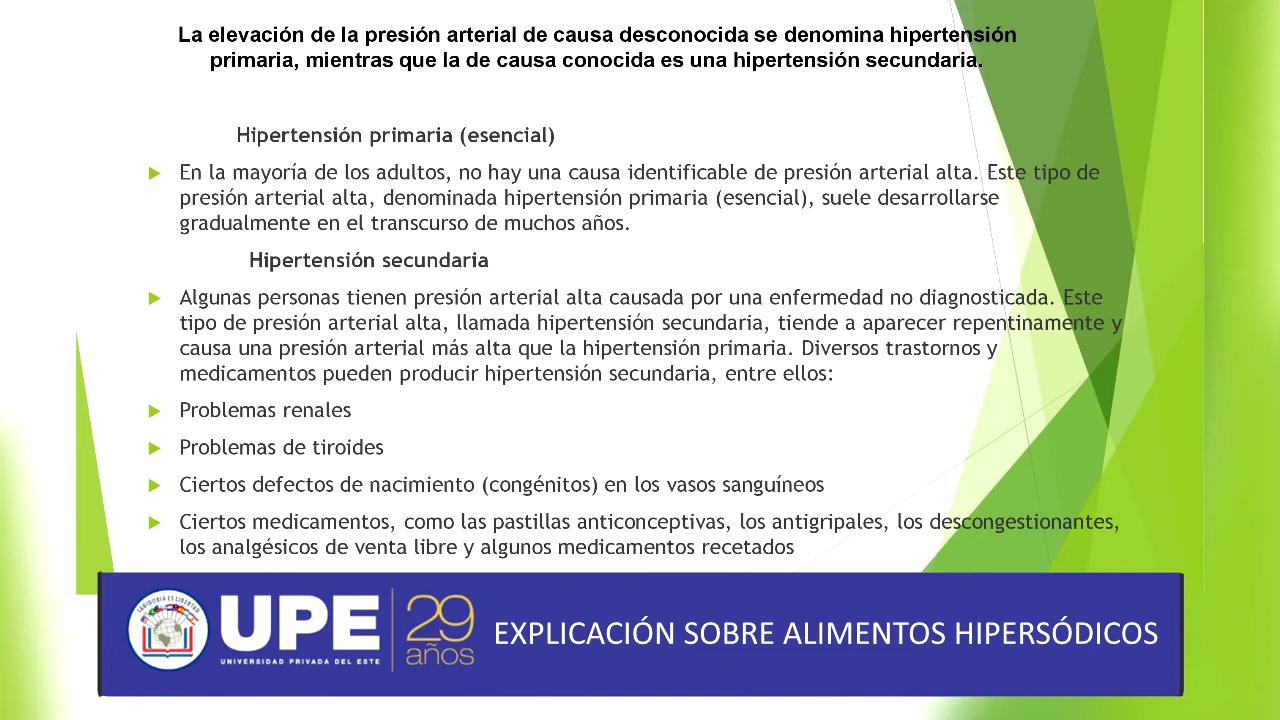 La elevación de la presión arterial de causa desconocida se denomina hipertensión
primaria, mientras que la de causa conocida es una hipertensión secundaria.
Hipertensión primaria (esencial)
En la mayoría de los adultos, no hay una causa identificable de presión arterial alta. Este tipo de
presión arterial alta, denominada hipertensión primaria (esencial), suele desarrollarse
gradualmente en el transcurso de muchos años.
Hipertensión secundaria
Algunas personas tienen presión arterial alta causada por una enfermedad no diagnosticada. Este
tipo de presión arterial alta, llamada hipertensión secundaria, tiende a aparecer repentinamente y
causa una presión arterial más alta que la hipertensión primaria. Diversos trastornos y
medicamentos pueden producir hipertensión secundaria, entre ellos:
Problemas renales
Problemas de tiroides
Ciertos defectos de nacimiento (congénitos) en los vasos sanguíneos
Ciertos medicamentos, como las pastillas anticonceptivas, los antigripales, los descongestionantes,
los analgésicos de venta libre y algunos medicamentos recetados
SABIDURIA ES LIBERTAD
UPE
UNIVERSIDAD PRIVADA DEL ESTE
29
años
EXPLICACIÓN SOBRE ALIMENTOS HIPERSÓDICOS